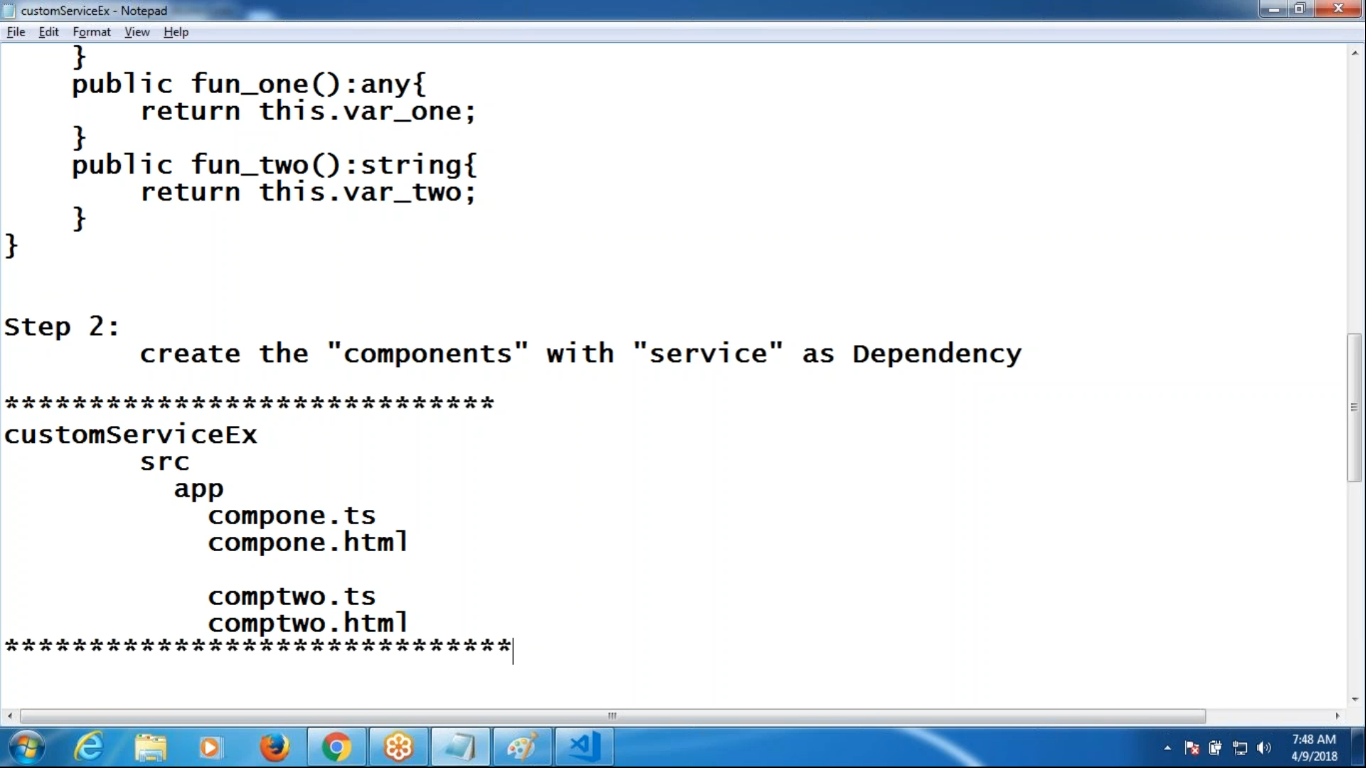 customServiceEx - Notepad
File Edit Format View Help
}
public fun_one():any{
return this.var_one;
}
public fun_two():string{
return this.var_two;
}
}
Step 2:
create the "components" with "service" as Dependency
*****************************
customServiceEx
src
app
compone.ts
compone.html
comptwo.ts
comptwo.html
******************************
7:48 AM
4/9/2018